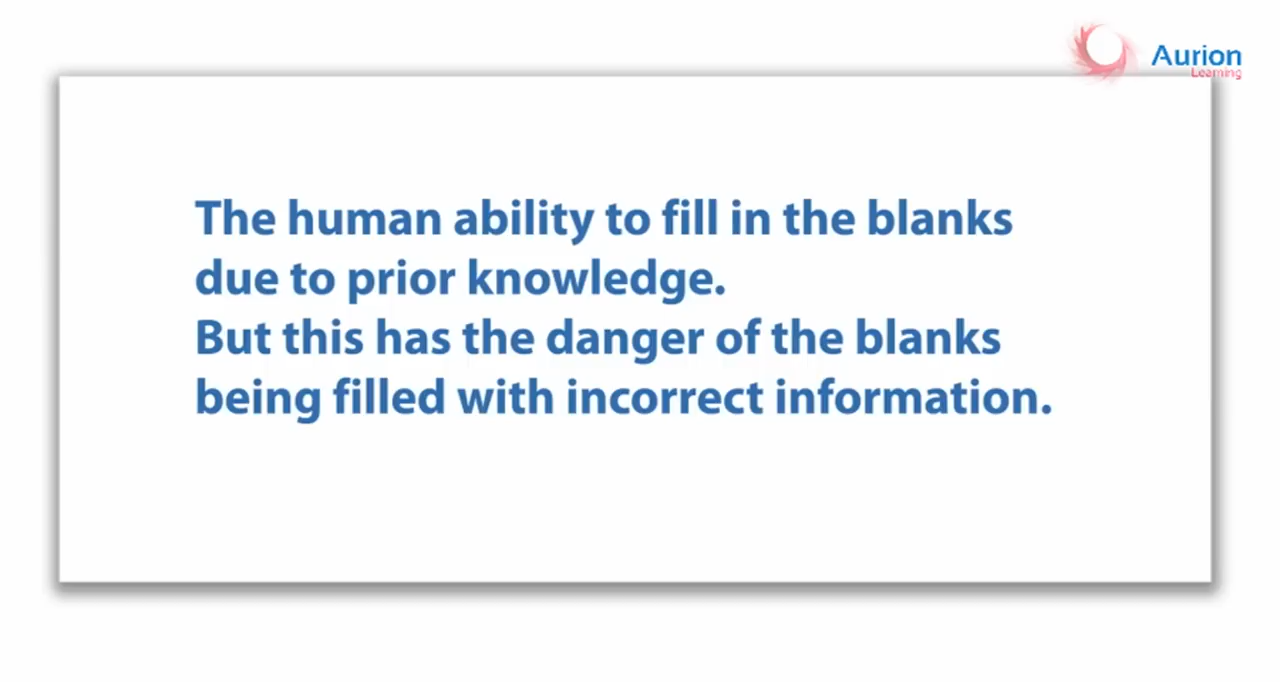 Aurion
Learning
The human ability to fill in the blanks
due to prior knowledge.
But this has the danger of the blanks
being filled with incorrect information.